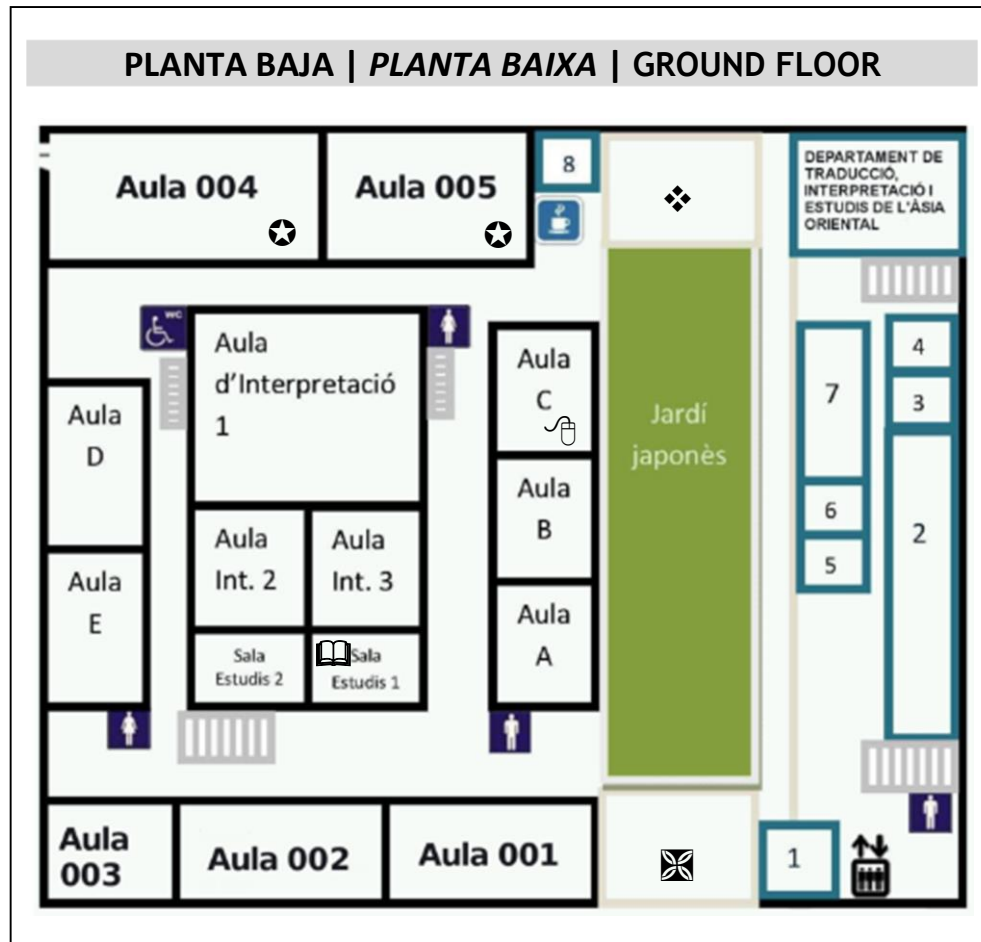 PLANTA BAJA | PLANTA BAIXA | GROUND FLOOR
Aula 004
Aula 005
8
DEPARTAMENT DE
TRADUCCIÓ,
INTERPRETACIÓ I
ESTUDIS DE L'ÀSIA
ORIENTAL
WC
Aula
d'Interpretació
1
Aula
C
Jardí
japonès
7
4
3
Aula
D
Aula
B
6
2
Aula
Int. 2
Aula
Int. 3
5
Aula
E
Aula
A
Sala
Estudis 2
Sala
Estudis 1
Aula
003
Aula 002
Aula 001
1